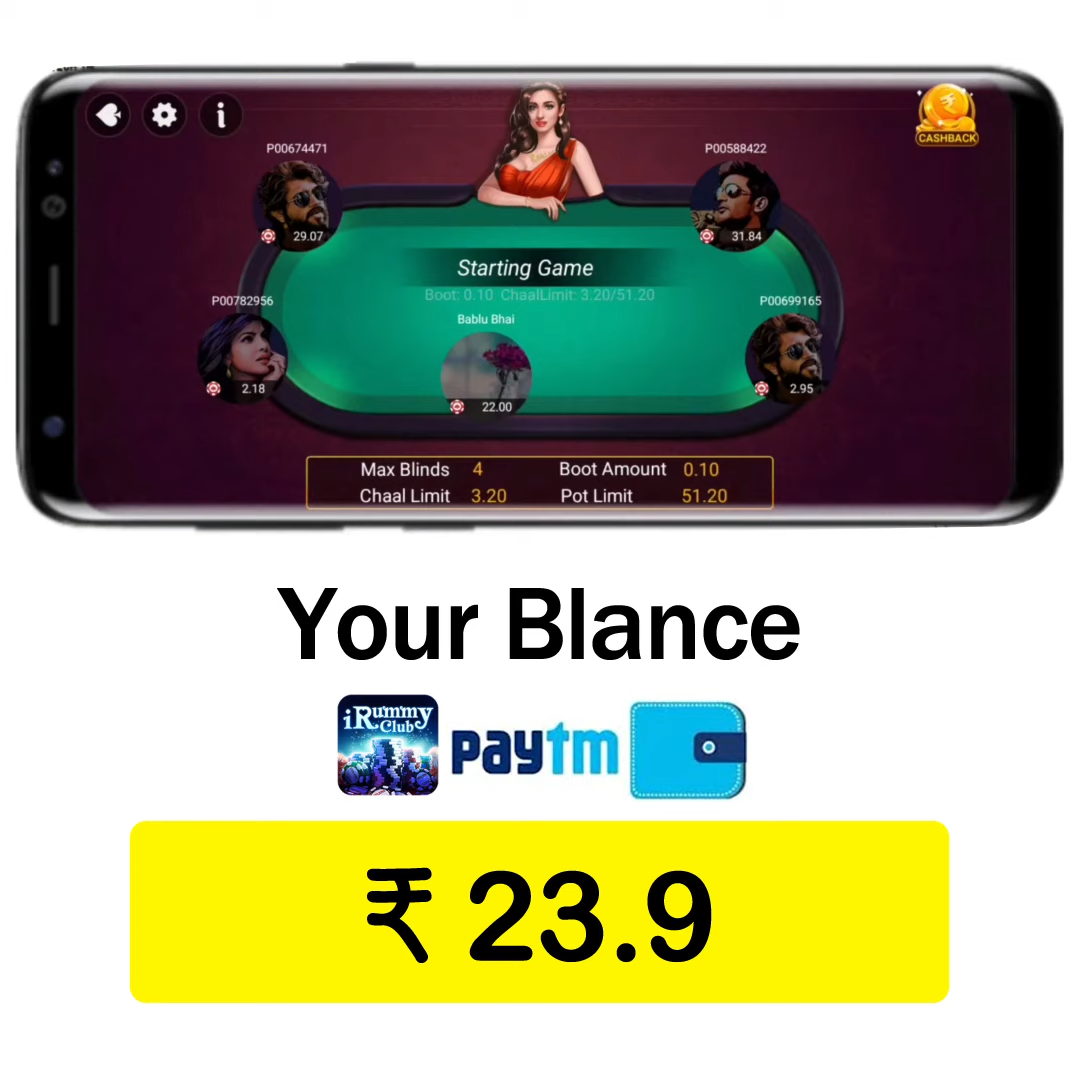 CASHBACK
P00674471
P00588422
29.07
31.84
Starting Game
Boot: 0.10 ChaalLimit: 3.20/51.20
P00782956
P00699165
Bablu Bhai
2.18
2.95
22.00
Max Blinds 4 Boot Amount 0.10
Chaal Limit 3.20 Pot Limit 51.20
Your Blance
iRummy
Club
paytm
₹ 23.9